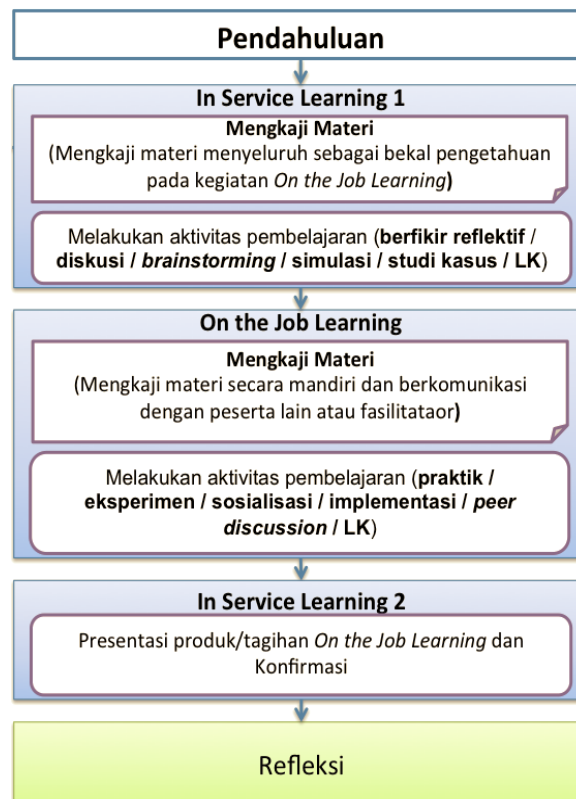 Pendahuluan
In Service Learning 1
Mengkaji Materi
(Mengkaji materi menyeluruh sebagai bekal pengetahuan
pada kegiatan On the Job Learning)
Melakukan aktivitas pembelajaran (berfikir reflektif /
diskusi / brainstorming / simulasi / studi kasus / LK)
On the Job Learning
Mengkaji Materi
(Mengkaji materi secara mandiri dan berkomunikasi
dengan peserta lain atau fasilitataor)
Melakukan aktivitas pembelajaran (praktik /
eksperimen / sosialisasi / implementasi / peer
discussion / LK)
In Service Learning 2
Presentasi produk/tagihan On the Job Learning dan
Konfirmasi
Refleksi